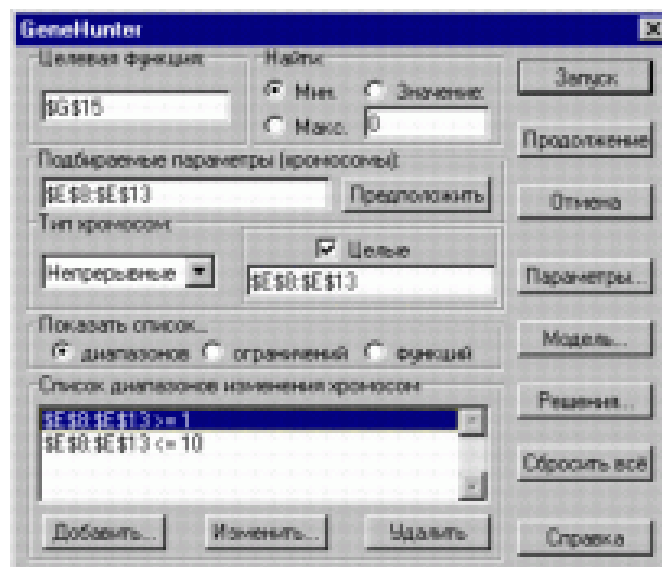 GeneHunter
Целевая функция:
$G$15
Найти:
Мин.
Значение:
Макс.
0
Подбираемые параметры (хромосомы):
$E$8:$E$13
Предположить
Тип хромосом:
Непрерывные
Целые
$E$8:$E$13
Показать список...
диапазонов
ограничений
функций
Список диапазонов изменения хромосом
$E$8:$E$13 >= 1
$E$8:$E$13 <= 10
Добавить...
Изменить...
Удалить
Запуск
Продолжение
Отмена
Параметры...
Модель...
Решения...
Сбросить всё
Справка